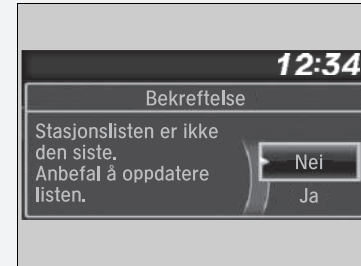 12:34
Bekreftelse
Stasjonslisten er ikke
den siste.
Anbefal å oppdatere
listen.
Nei
Ja